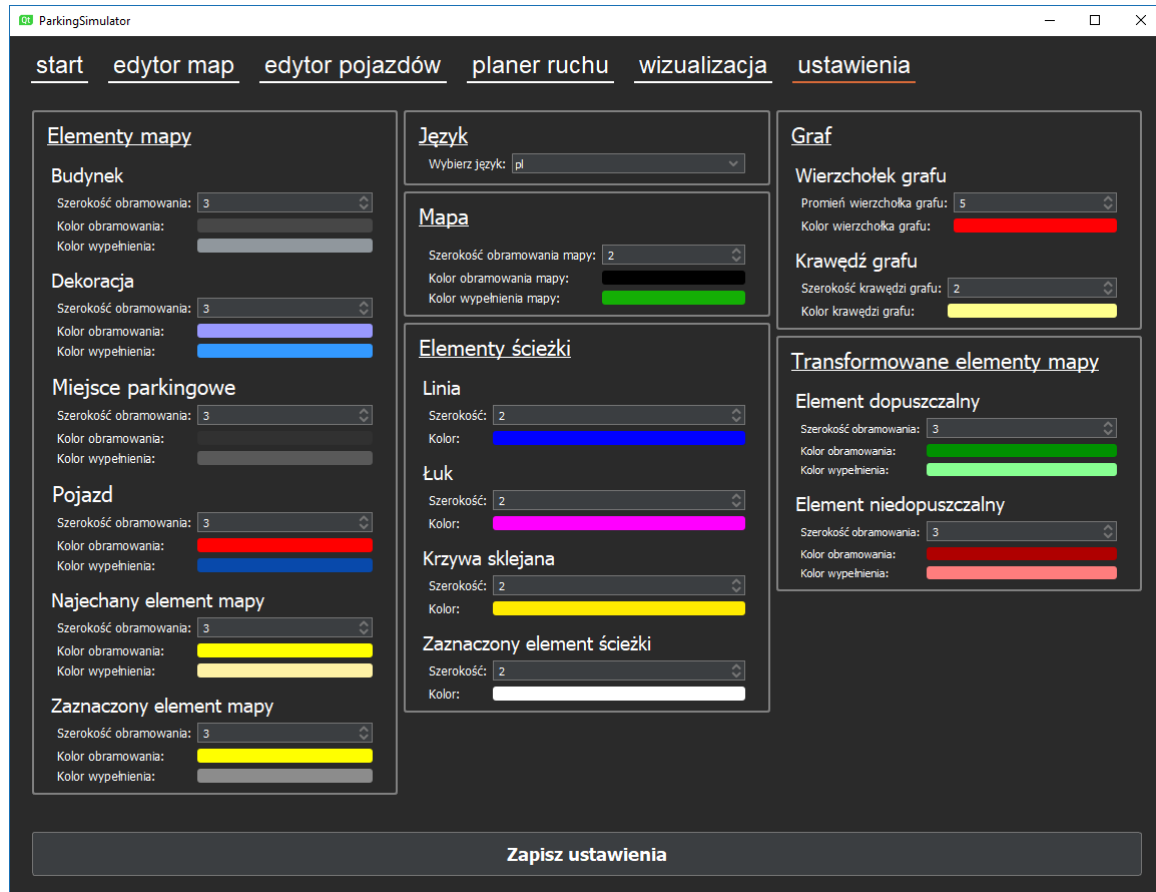 Qt ParkingSimulator
start edytor map edytor pojazdów planer ruchu wizualizacja ustawienia
Elementy mapy
Budynek
Szerokość obramowania: 3
Kolor obramowania:
Kolor wypełnienia:
Dekoracja
Szerokość obramowania: 3
Kolor obramowania:
Kolor wypełnienia:
Miejsce parkingowe
Szerokość obramowania: 3
Kolor obramowania:
Kolor wypełnienia:
Pojazd
Szerokość obramowania: 3
Kolor obramowania:
Kolor wypełnienia:
Najechany element mapy
Szerokość obramowania: 3
Kolor obramowania:
Kolor wypełnienia:
Zaznaczony element mapy
Szerokość obramowania: 3
Kolor obramowania:
Kolor wypełnienia:
Język
Wybierz język: pl
Mapa
Szerokość obramowania mapy: 2
Kolor obramowania mapy:
Kolor wypełnienia mapy:
Elementy ścieżki
Linia
Szerokość: 2
Kolor:
Łuk
Szerokość: 2
Kolor:
Krzywa sklejana
Szerokość: 2
Kolor:
Zaznaczony element ścieżki
Szerokość: 2
Kolor:
Graf
Wierzchołek grafu
Promień wierzchołka grafu: 5
Kolor wierzchołka grafu:
Krawędź grafu
Szerokość krawędzi grafu: 2
Kolor krawędzi grafu:
Transformowane elementy mapy
Element dopuszczalny
Szerokość obramowania: 3
Kolor obramowania:
Kolor wypełnienia:
Element niedopuszczalny
Szerokość obramowania: 3
Kolor obramowania:
Kolor wypełnienia:
Zapisz ustawienia